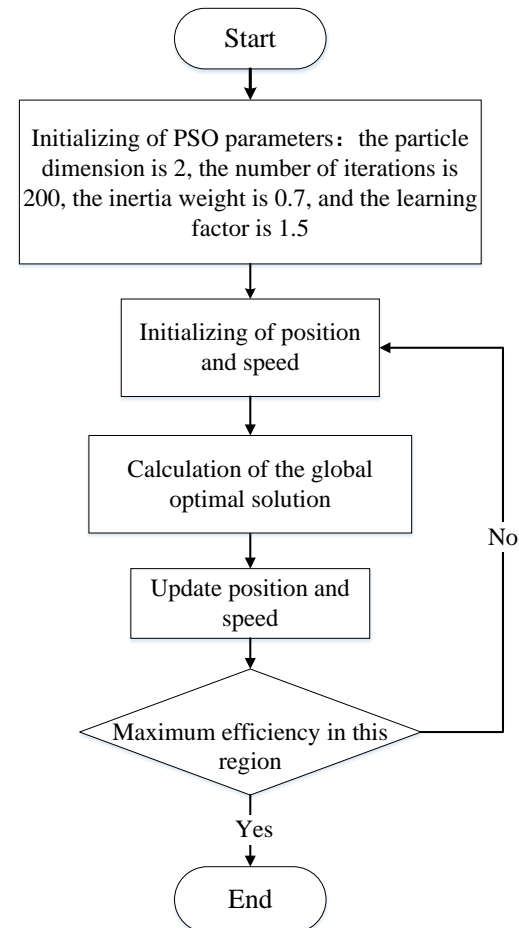 Start
Initializing of PSO parameters：the particle
dimension is 2, the number of iterations is
200, the inertia weight is 0.7, and the learning
factor is 1.5
Initializing of position
and speed
Calculation of the global
optimal solution
Update position and
speed
Maximum efficiency in this
region
No
Yes
End